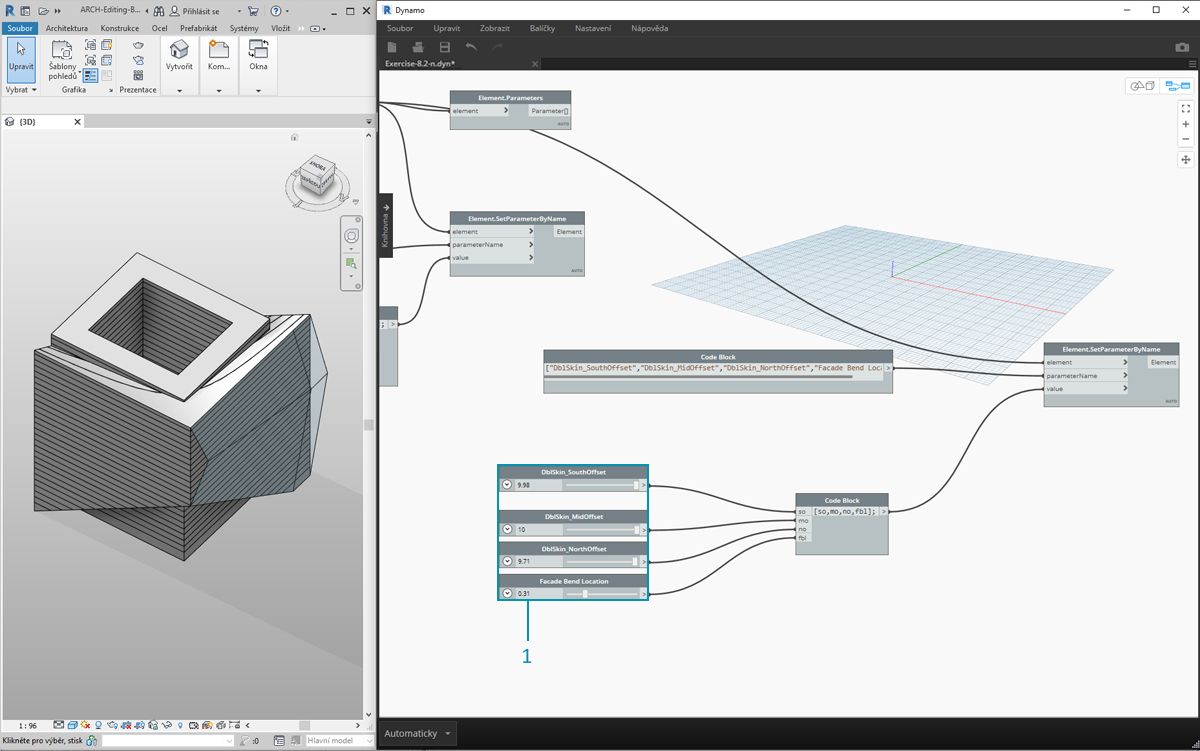 ARCH-Editing-B...
Přihlásit se
Soubor
Architektura
Konstrukce
Ocel
Prefabrikát
Systémy
Vložit
Upravit
Šablony pohledů
Vytvořit
Kom...
Okna
Vybrat
Grafika
Prezentace
{3D}
1 : 96
Klikněte pro výběr, stisk
:0
Hlavní model
Dynamo
Soubor
Upravit
Zobrazit
Balíčky
Nastavení
Nápověda
Exercise-8.2-n.dyn*
Knihovna
Element.Parameters
element
>
Parameter[]
AUTO
Element.SetParameterByName
element
>
Element
parameterName
>
value
>
AUTO
; >
Code Block
["DblSkin_SouthOffset","DblSkin_MidOffset","DblSkin_NorthOffset","Facade Bend Loca
>
Element.SetParameterByName
element
>
Element
parameterName
>
value
>
AUTO
DblSkin_SouthOffset
9.98
>
DblSkin_MidOffset
10
>
DblSkin_NorthOffset
9.71
>
Facade Bend Location
0.31
>
Code Block
so
[so,mo,no,fbl];
>
mo
no
fbl
1
Automaticky